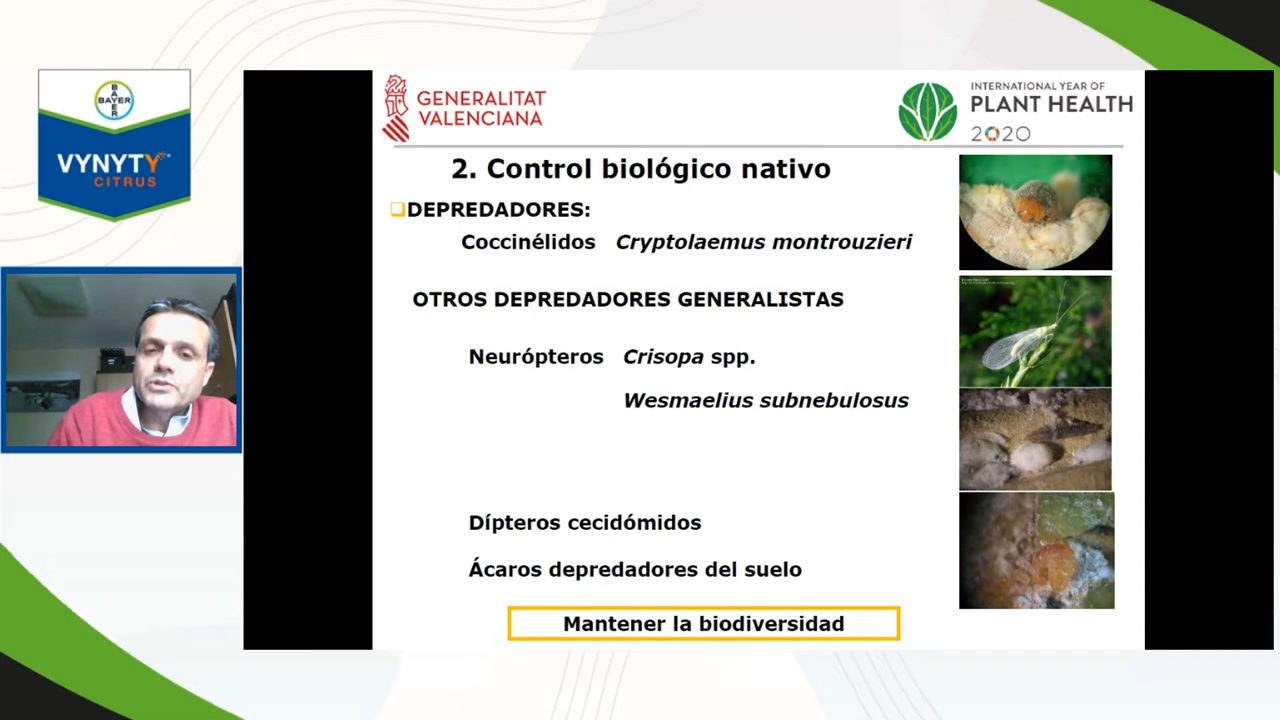 BAYER
BAYER
VYNYTY
CITRUS
GENERALITAT
VALENCIANA
INTERNATIONAL YEAR OF
PLANT HEALTH
2020
2. Control biológico nativo
DEPREDADORES:
Coccinélidos Cryptolaemus montrouzieri
OTROS DEPREDADORES GENERALISTAS
Neurópteros Crisopa spp.
Wesmaelius subnebulosus
Dípteros cecidómidos
Ácaros depredadores del suelo
Mantener la biodiversidad